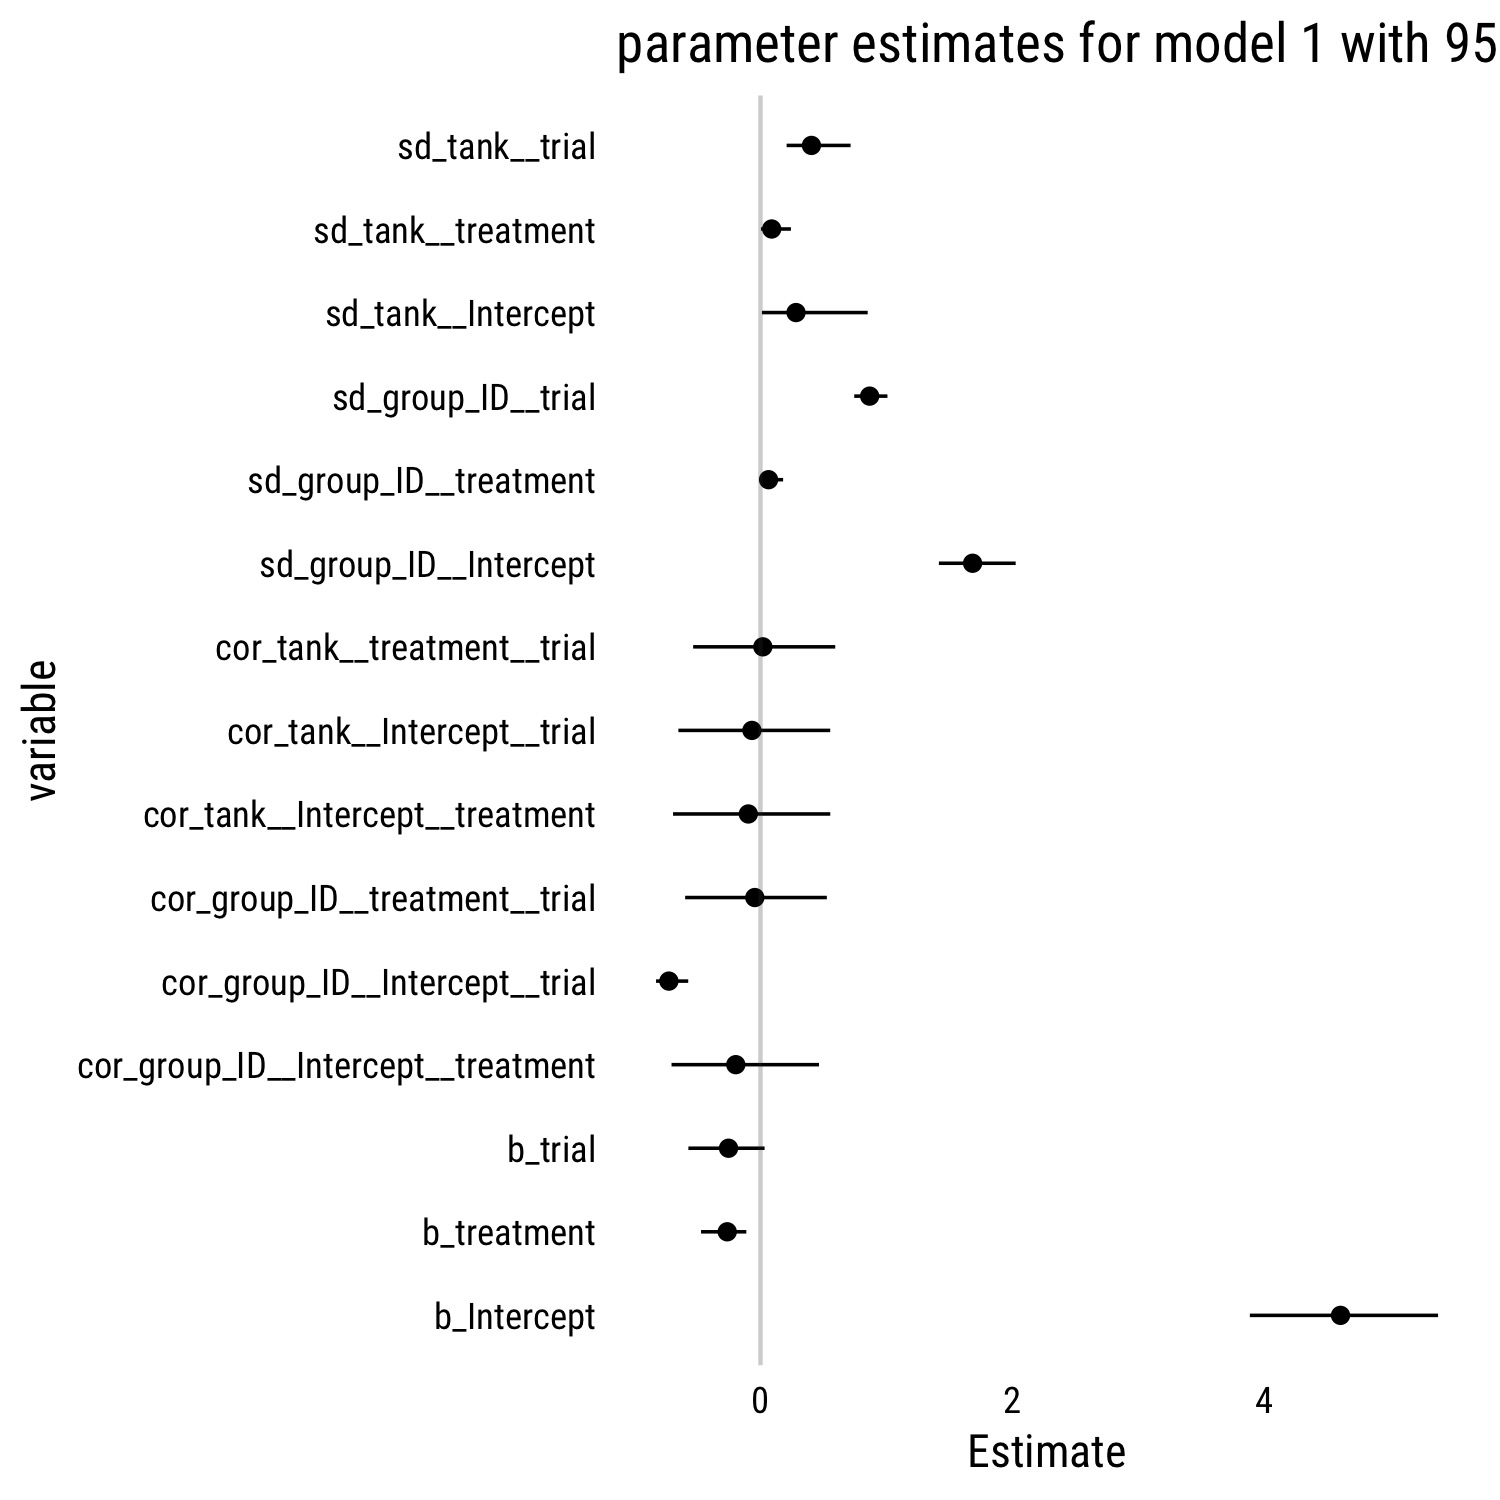 parameter estimates for model 1 with 95
sd_tank__trial
sd_tank__treatment
sd_tank__Intercept
sd_group_ID__trial
sd_group_ID__treatment
sd_group_ID__Intercept
cor_tank__treatment__trial
cor_tank__Intercept__trial
cor_tank__Intercept__treatment
cor_group_ID__treatment__trial
cor_group_ID__Intercept__trial
cor_group_ID__Intercept__treatment
b_trial
b_treatment
b_Intercept
variable
0 2 4
Estimate